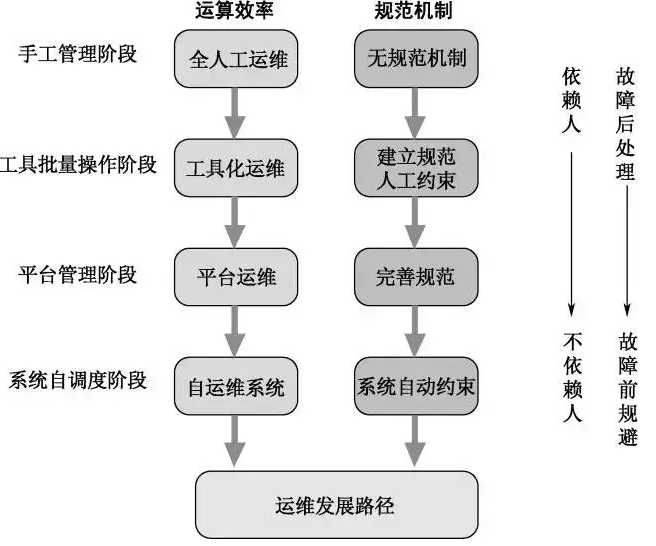 运算效率 规范机制
手工管理阶段 全人工运维 无规范机制
工具批量操作阶段 工具化运维 建立规范
人工约束
平台管理阶段 平台运维 完善规范
系统自调度阶段 自运维系统 系统自动约束
运维发展路径
依赖人
不依赖人
故障后处理
故障前规避